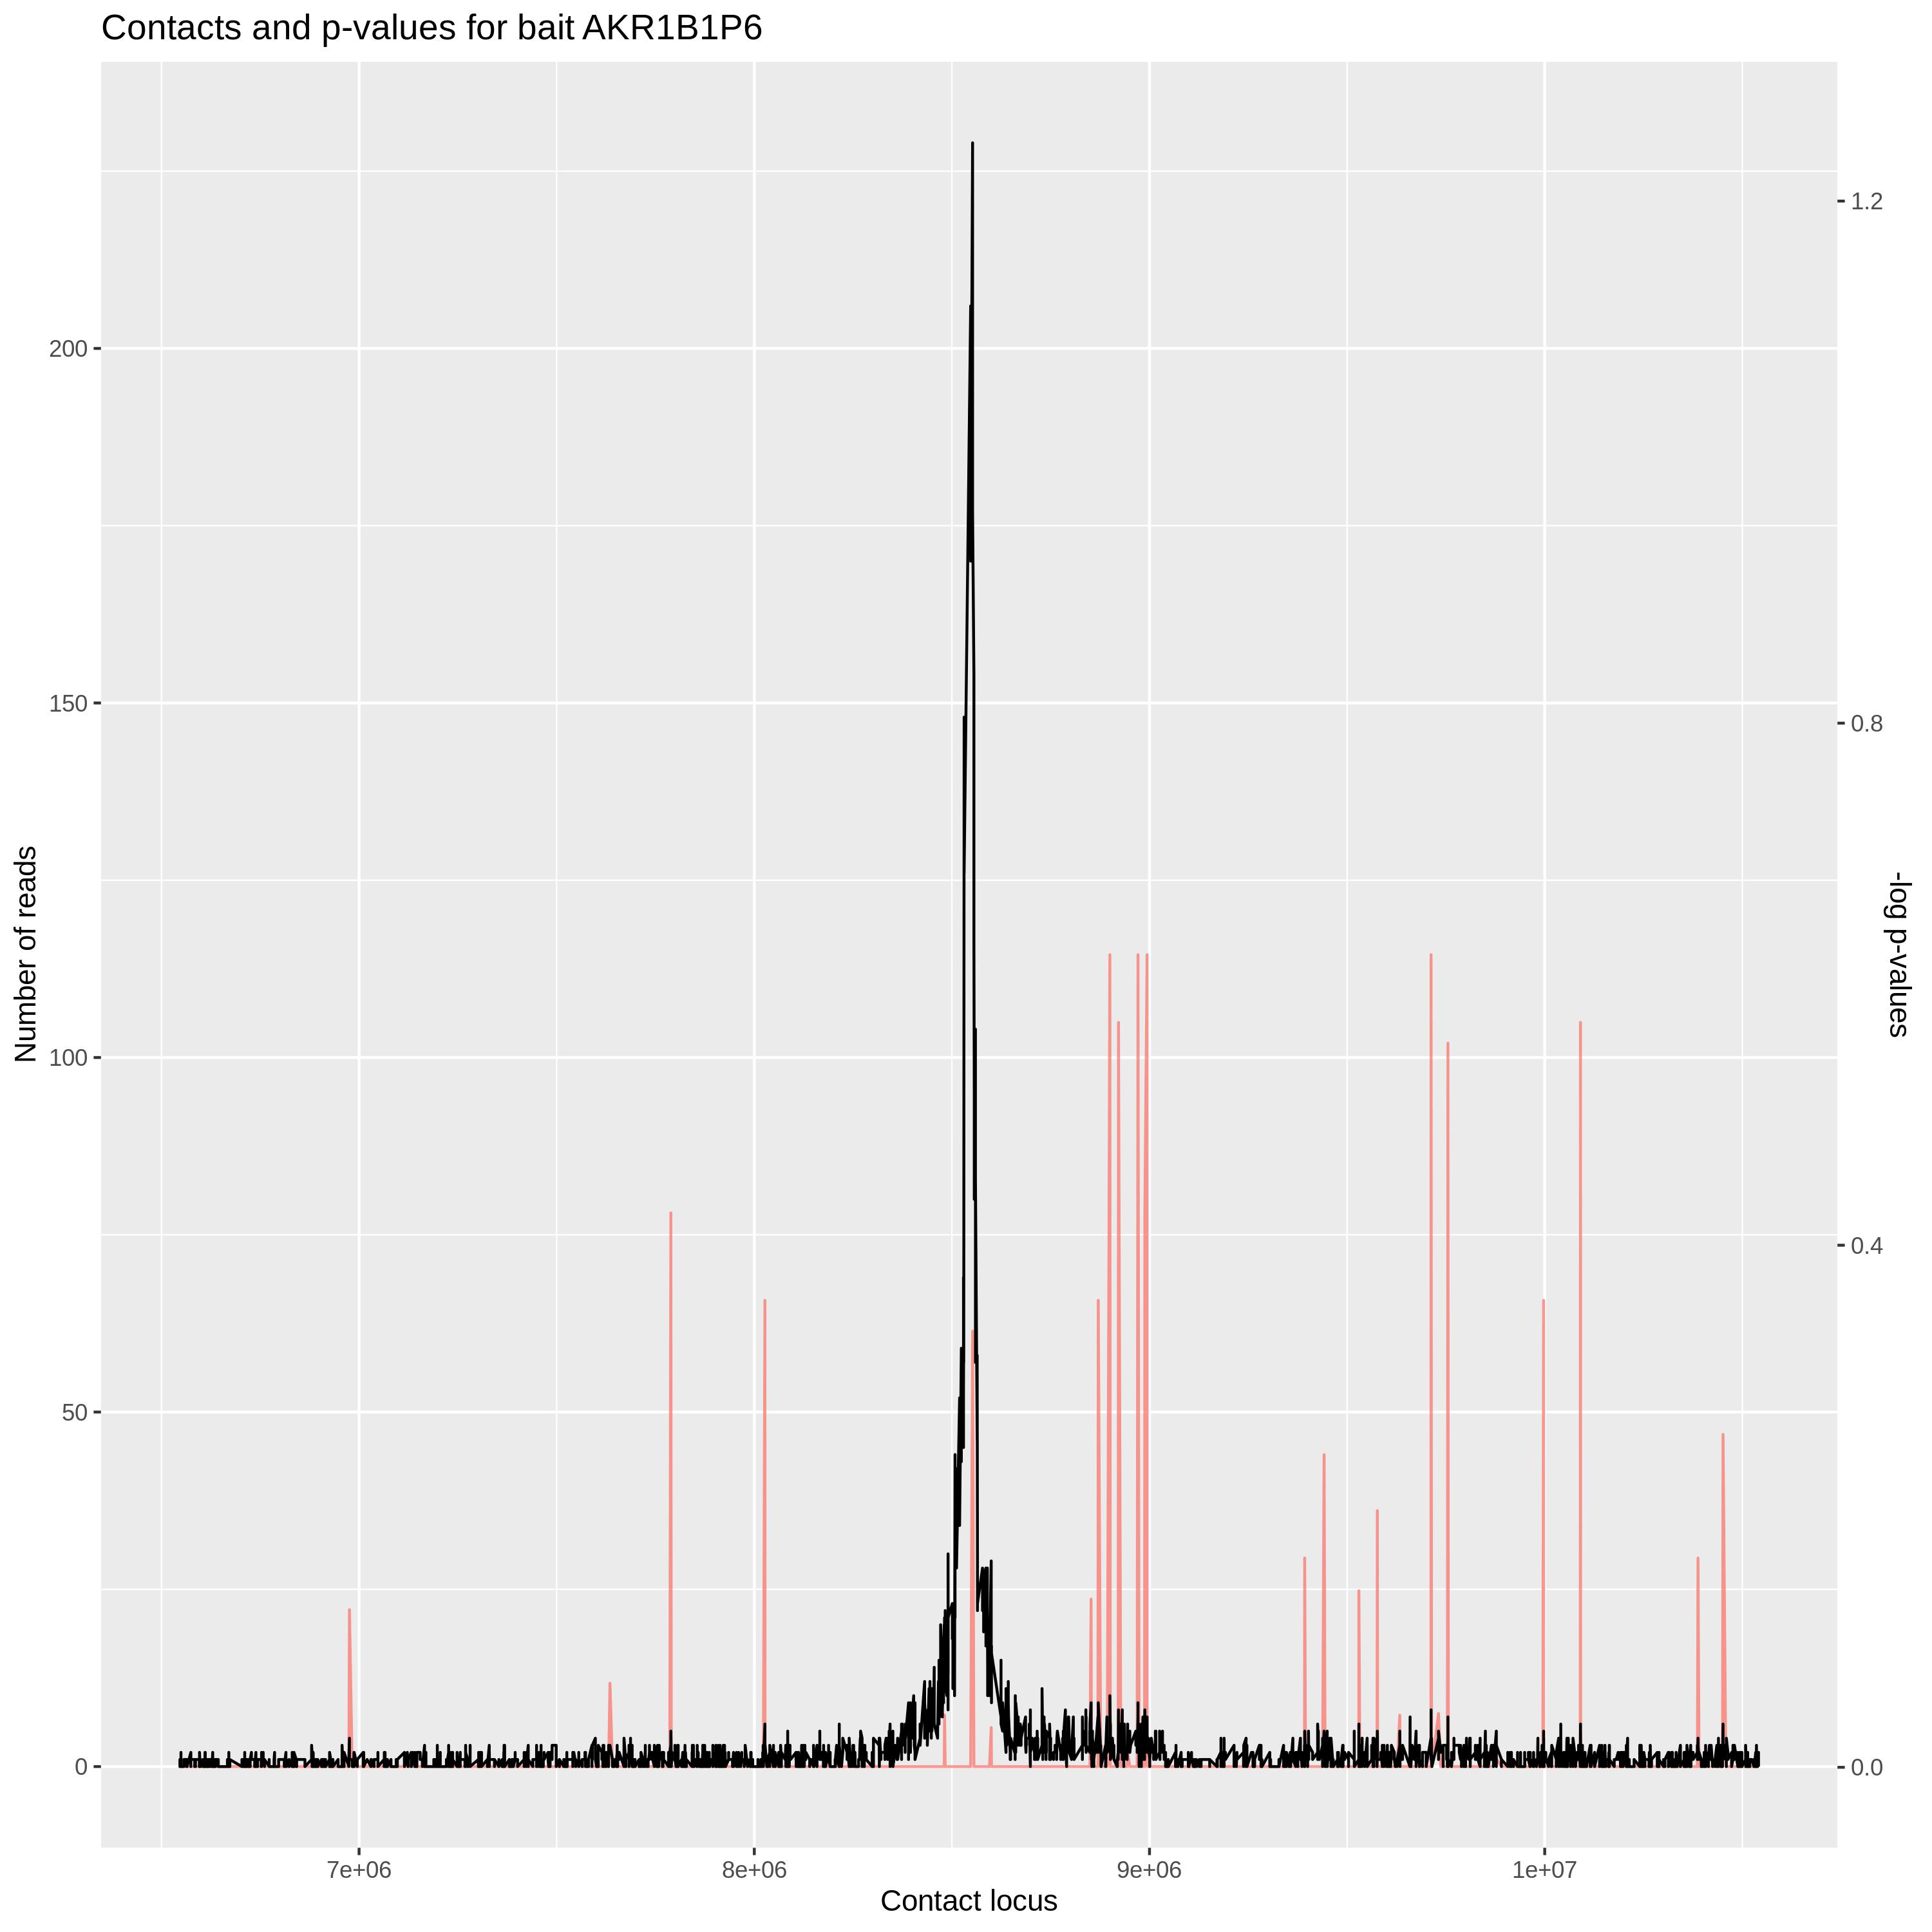 Contacts and p-values for bait AKR1B1P6
Number of reads
200
150
100
50
0
1.2
0.8
0.4
0.0
-log p-values
7e+06
8e+06
9e+06
1e+07
Contact locus